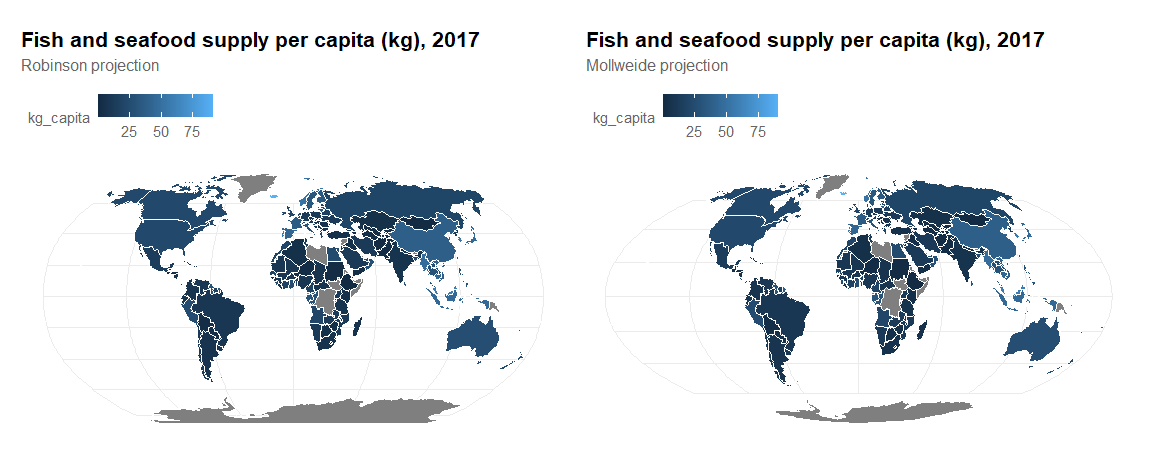 Fish and seafood supply per capita (kg), 2017
Robinson projection
kg_capita
25 50 75
Fish and seafood supply per capita (kg), 2017
Mollweide projection
kg_capita
25 50 75